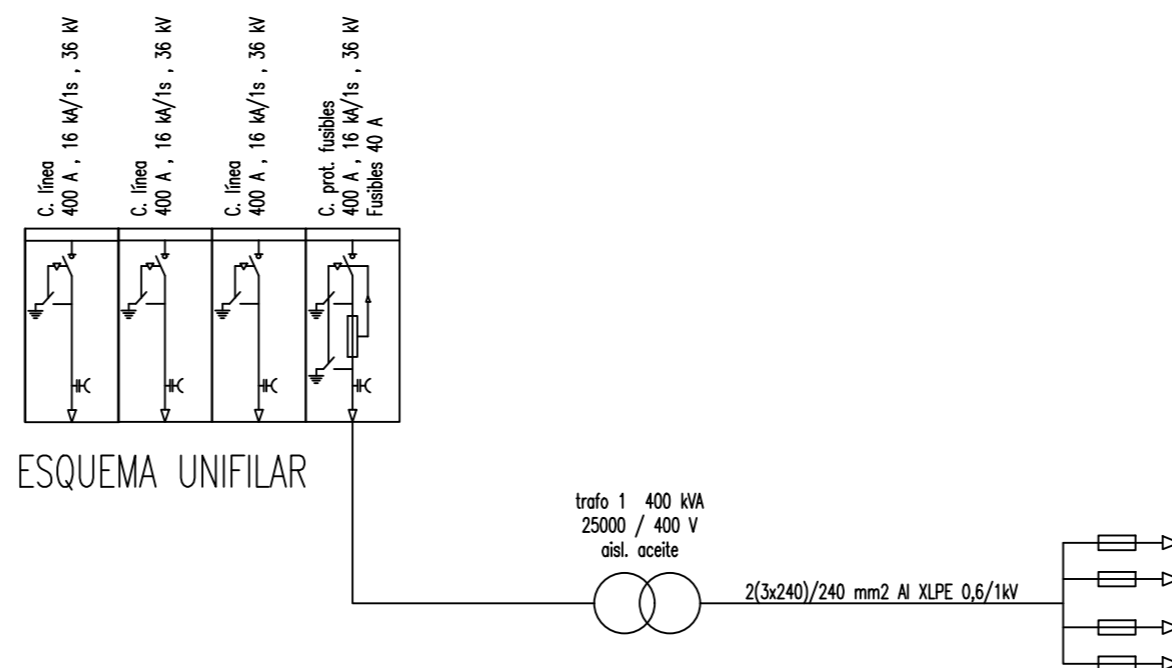 C. línea
400 A , 16 kA/1s , 36 kV
C. línea
400 A , 16 kA/1s , 36 kV
C. línea
400 A , 16 kA/1s , 36 kV
C. prot. fusibles
400 A , 16 kA/1s , 36 kV
Fusibles 40 A
ESQUEMA UNIFILAR
trafo 1 400 kVA
25000 / 400 V
aisl. aceite
2(3x240)/240 mm2 Al XLPE 0,6/1kV